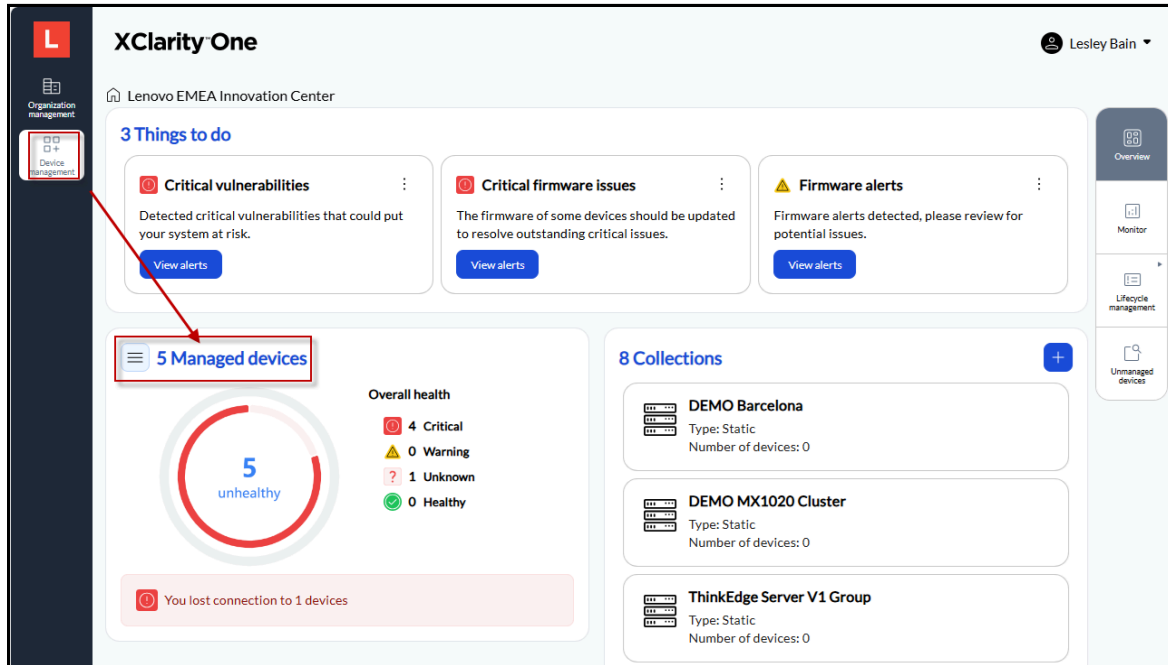 L
XClarity™One
Lesley Bain
Organization
management
Device
management
Lenovo EMEA Innovation Center
3 Things to do
Critical vulnerabilities
Detected critical vulnerabilities that could put
your system at risk.
View alerts
Critical firmware issues
The firmware of some devices should be updated
to resolve outstanding critical issues.
View alerts
Firmware alerts
Firmware alerts detected, please review for
potential issues.
View alerts
Overview
Monitor
Lifecycle
management
Unmanaged
devices
5 Managed devices
5
unhealthy
Overall health
4 Critical
0 Warning
? 1 Unknown
0 Healthy
You lost connection to 1 devices
8 Collections
+
DEMO Barcelona
Type: Static
Number of devices: 0
DEMO MX1020 Cluster
Type: Static
Number of devices: 0
ThinkEdge Server V1 Group
Type: Static
Number of devices: 0